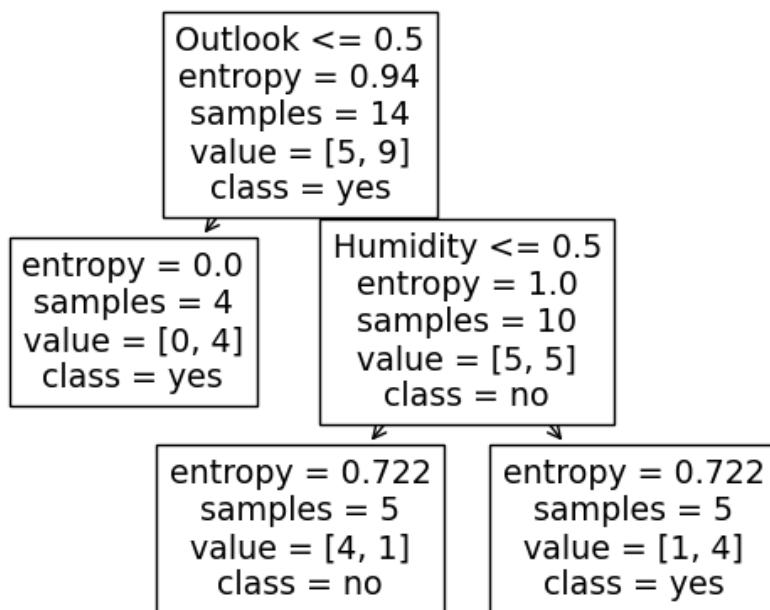 Outlook <= 0.5
entropy = 0.94
samples = 14
value = [5, 9]
class = yes
entropy = 0.0
samples = 4
value = [0, 4]
class = yes
Humidity <= 0.5
entropy = 1.0
samples = 10
value = [5, 5]
class = no
entropy = 0.722
samples = 5
value = [4, 1]
class = no
entropy = 0.722
samples = 5
value = [1, 4]
class = yes